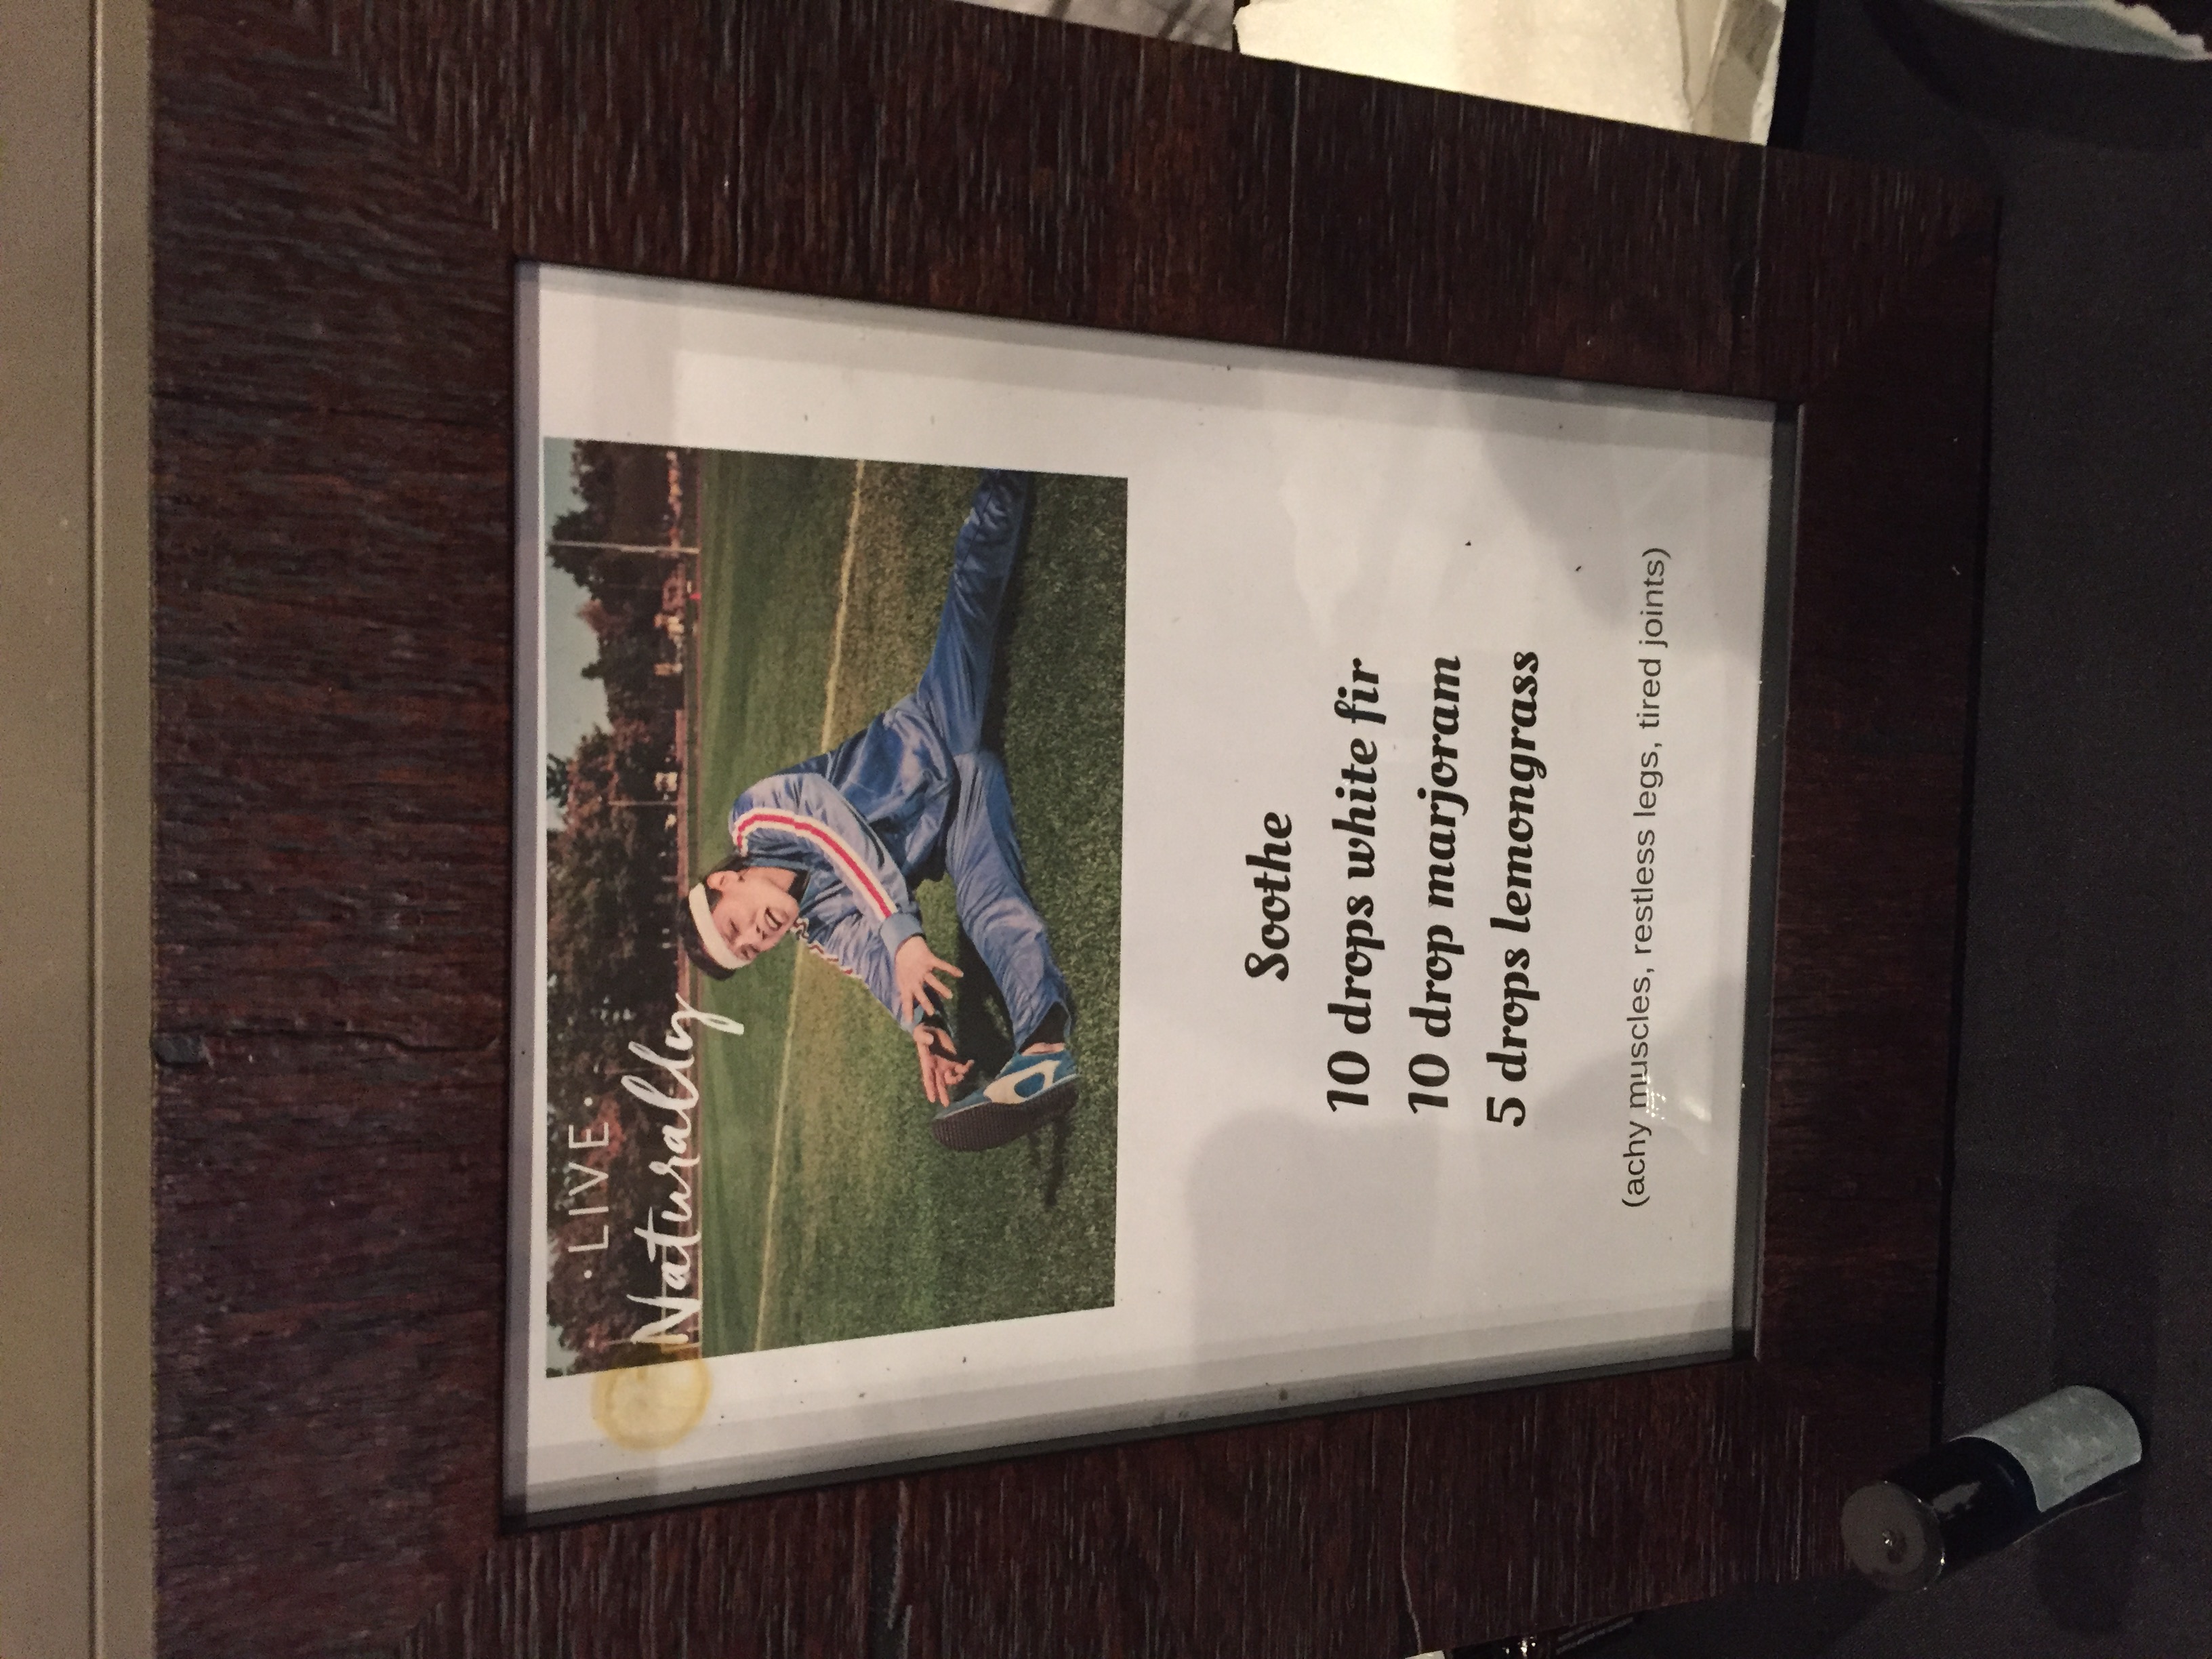 · LIVE ·
Naturally
Soothe
10 drops white fir
10 drop marjoram
5 drops lemongrass
(achy muscles, restless legs, tired joints)